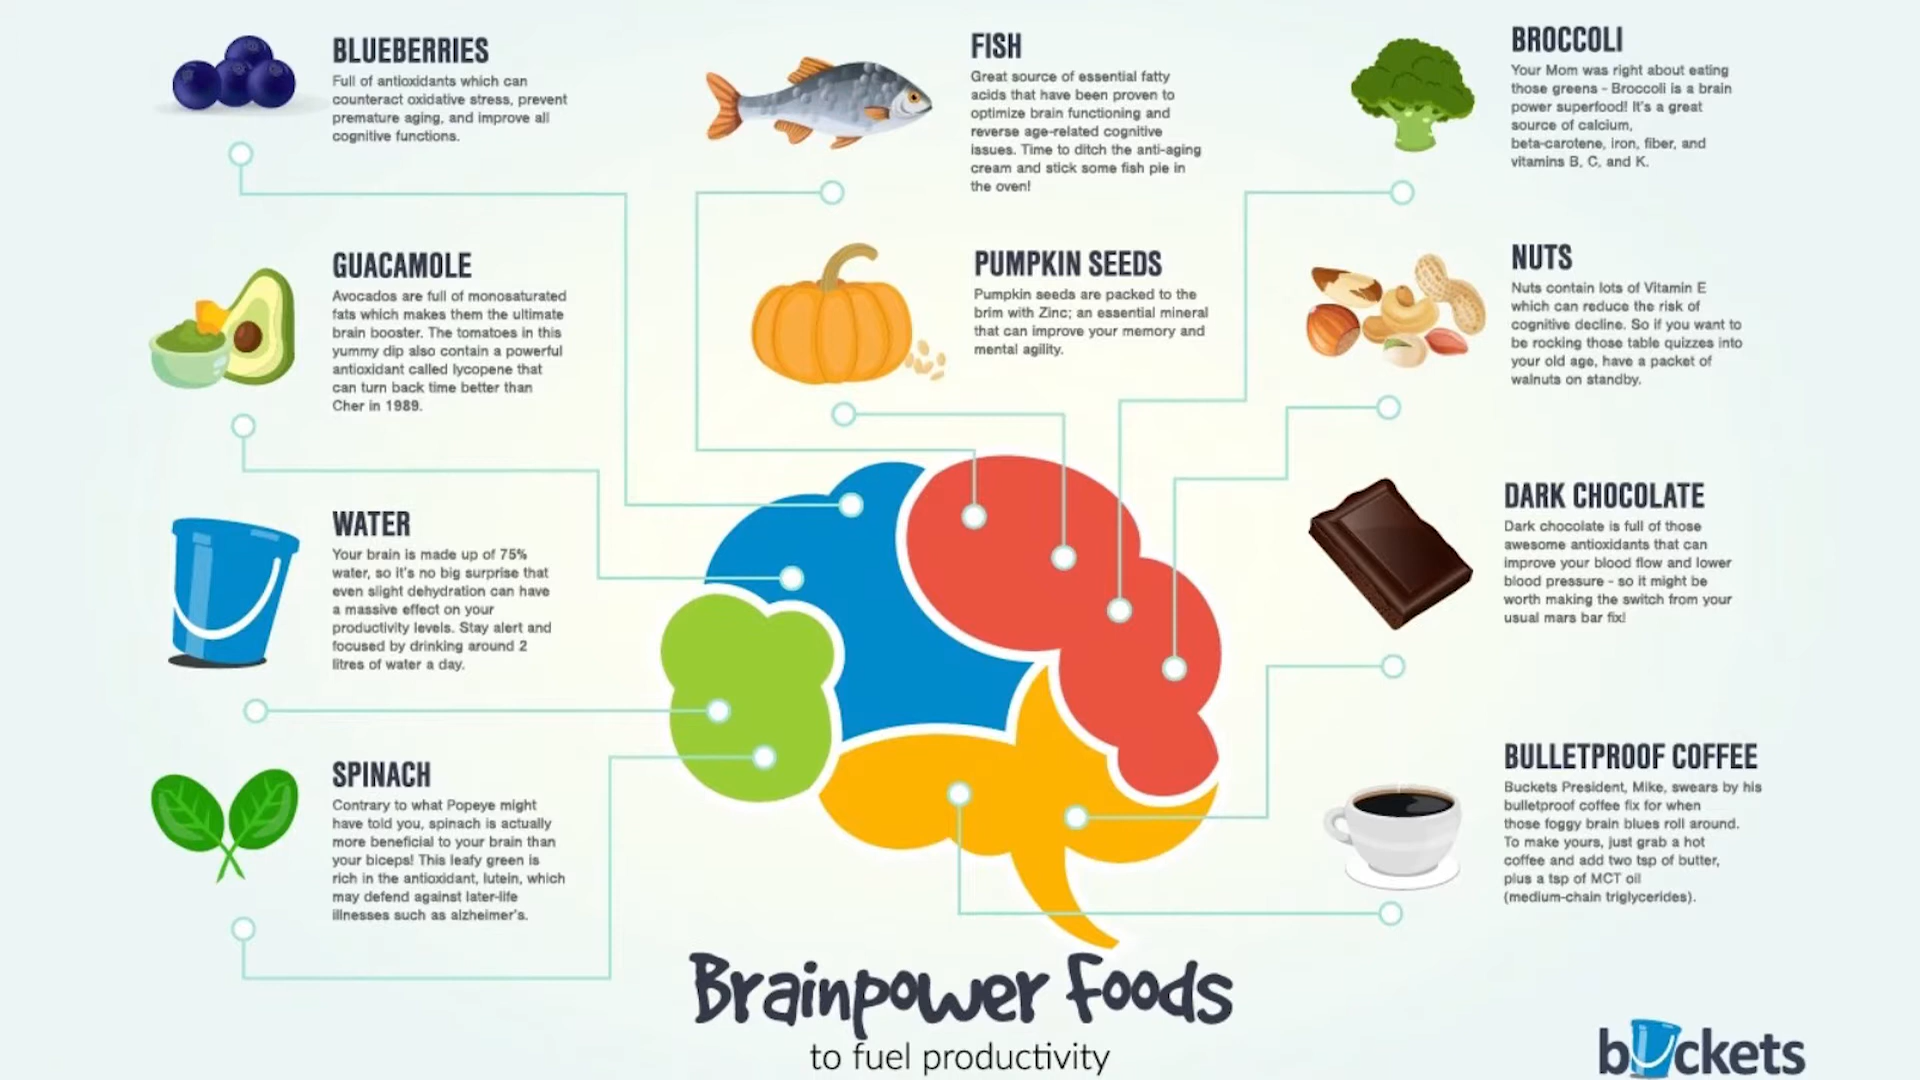 BLUEBERRIES
Full of antioxidants which can
counteract oxidative stress, prevent
premature aging, and improve all
cognitive functions.
FISH
Great source of essential fatty
acids that have been proven to
optimize brain functioning and
reverse age-related cognitive
issues. Time to ditch the anti-aging
cream and stick some fish pie in
the oven!
BROCCOLI
Your Mom was right about eating
those greens - Broccoli is a brain
power superfood! It's a great
source of calcium,
beta-carotene, iron, fiber, and
vitamins B, C, and K.
GUACAMOLE
Avocados are full of monosaturated
fats which makes them the ultimate
brain booster. The tomatoes in this
yummy dip also contain a powerful
antioxidant called lycopene that
can turn back time better than
Cher in 1989.
PUMPKIN SEEDS
Pumpkin seeds are packed to the
brim with Zinc; an essential mineral
that can improve your memory and
mental agility.
NUTS
Nuts contain lots of Vitamin E
which can reduce the risk of
cognitive decline. So if you want to
be rocking those table quizzes into
your old age, have a packet of
walnuts on standby.
WATER
Your brain is made up of 75%
water, so it's no big surprise that
even slight dehydration can have
a massive effect on your
productivity levels. Stay alert and
focused by drinking around 2
litres of water a day.
DARK CHOCOLATE
Dark chocolate is full of those
awesome antioxidants that can
improve your blood flow and lower
blood pressure - so it might be
worth making the switch from your
usual mars bar fix!
SPINACH
Contrary to what Popeye might
have told you, spinach is actually
more beneficial to your brain than
your biceps! This leafy green is
rich in the antioxidant, lutein, which
may defend against later-life
illnesses such as alzheimer's.
BULLETPROOF COFFEE
Buckets President, Mike, swears by his
bulletproof coffee fix for when
those foggy brain blues roll around.
To make yours, just grab a hot
coffee and add two tsp of butter,
plus a tsp of MCT oil
(medium-chain triglycerides).
Brainpower Foods
to fuel productivity
buckets